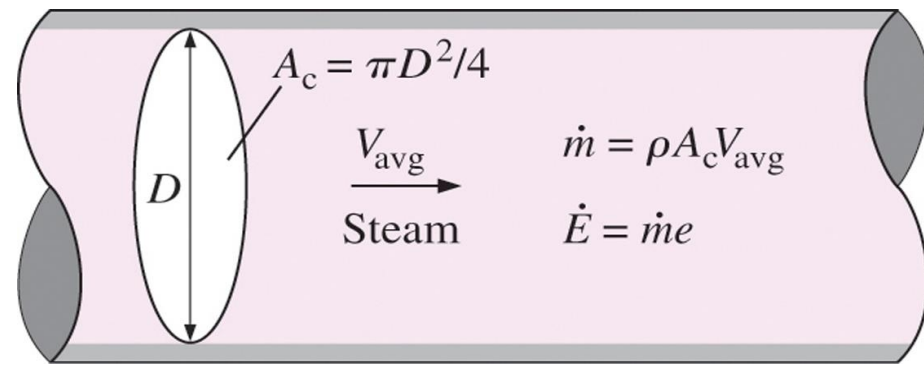 A_c = πD²/4
V_avg
ṁ = ρA_cV_avg
D
Steam
Ė = ṁe